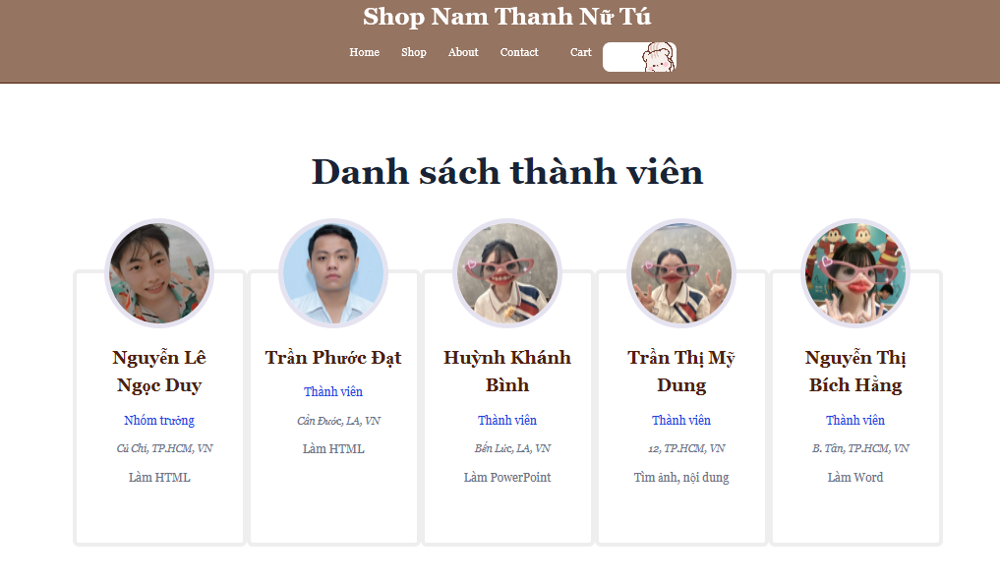 Shop Nam Thanh Nữ Tú
Home Shop About Contact Cart
Danh sách thành viên
Nguyễn Lê
Ngọc Duy
Nhóm trưởng
Củ Chi, TP.HCM, VN
Làm HTML
Trần Phước Đạt
Thành viên
Cần Đước, LA, VN
Làm HTML
Huỳnh Khánh
Bình
Thành viên
Bến Lức, LA, VN
Làm PowerPoint
Trần Thị Mỹ
Dung
Thành viên
12, TP.HCM, VN
Tìm ảnh, nội dung
Nguyễn Thị
Bích Hằng
Thành viên
B. Tân, TP.HCM, VN
Làm Word